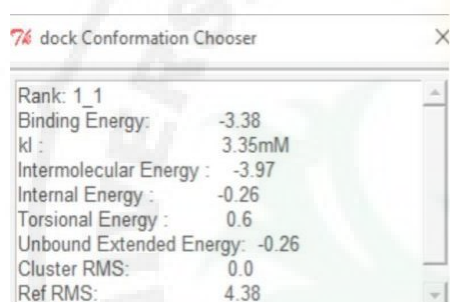 dock Conformation Chooser
Rank: 1_1
Binding Energy: -3.38
kI : 3.35mM
Intermolecular Energy : -3.97
Internal Energy : -0.26
Torsional Energy : 0.6
Unbound Extended Energy: -0.26
Cluster RMS: 0.0
Ref RMS: 4.38